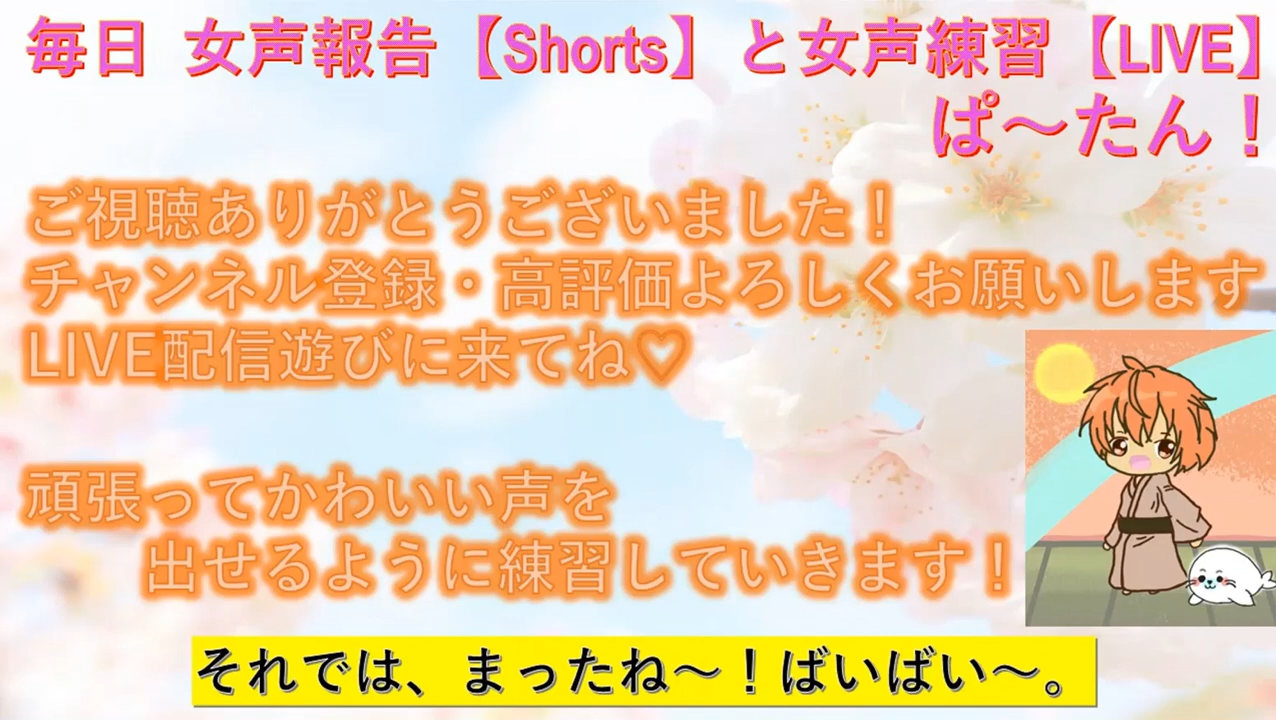 毎日 女声報告【Shorts】と女声練習【LIVE】
ぱ～たん！
ご視聴ありがとうございました！
チャンネル登録・高評価よろしくお願いします
LIVE配信遊びに来てね♡
頑張ってかわいい声を
出せるように練習していきます！
それでは、まったね～！ばいばい～。